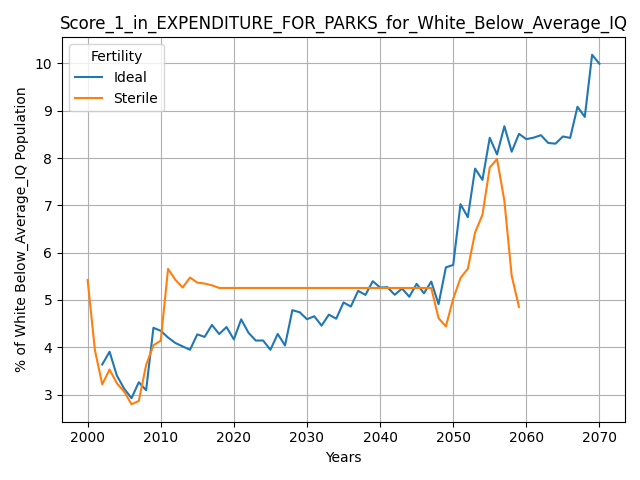 Score_1_in_EXPENDITURE_FOR_PARKS_for_White_Below_Average_IQ
Fertility
Ideal
Sterile
% of White Below_Average_IQ Population
10
9
8
7
6
5
4
3
2000 2010 2020 2030 2040 2050 2060 2070
Years